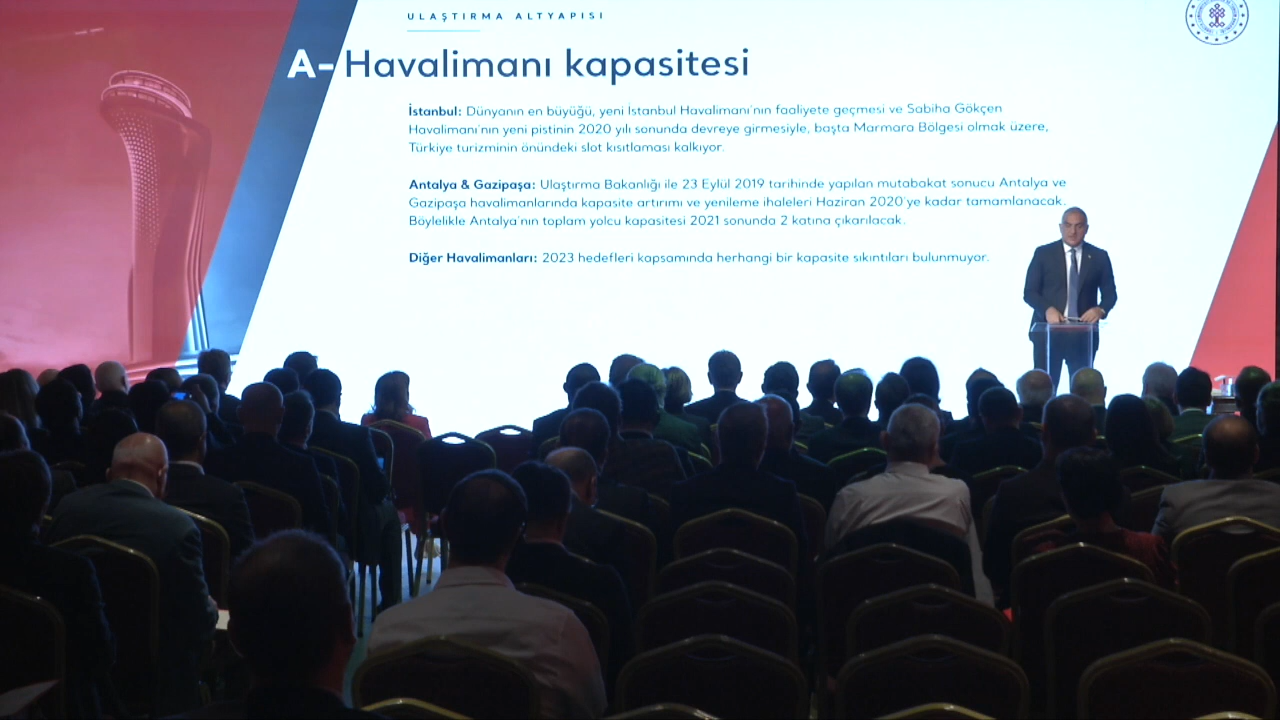 ULAŞTIRMA ALTYAPISI
A- Havalimanı kapasitesi
İstanbul: Dünyanın en büyüğü, yeni İstanbul Havalimanı'nın faaliyete geçmesi ve Sabiha Gökçen
Havalimanı'nın yeni pistinin 2020 yılı sonunda devreye girmesiyle, başta Marmara Bölgesi olmak üzere,
Türkiye turizminin önündeki slot kısıtlaması kalkıyor.
Antalya & Gazipaşa: Ulaştırma Bakanlığı ile 23 Eylül 2019 tarihinde yapılan mutabakat sonucu Antalya ve
Gazipaşa havalimanlarında kapasite artırımı ve yenileme ihaleleri Haziran 2020'ye kadar tamamlanacak.
Böylelikle Antalya'nın toplam yolcu kapasitesi 2021 sonunda 2 katına çıkarılacak.
Diğer Havalimanları: 2023 hedefleri kapsamında herhangi bir kapasite sıkıntıları bulunmuyor.